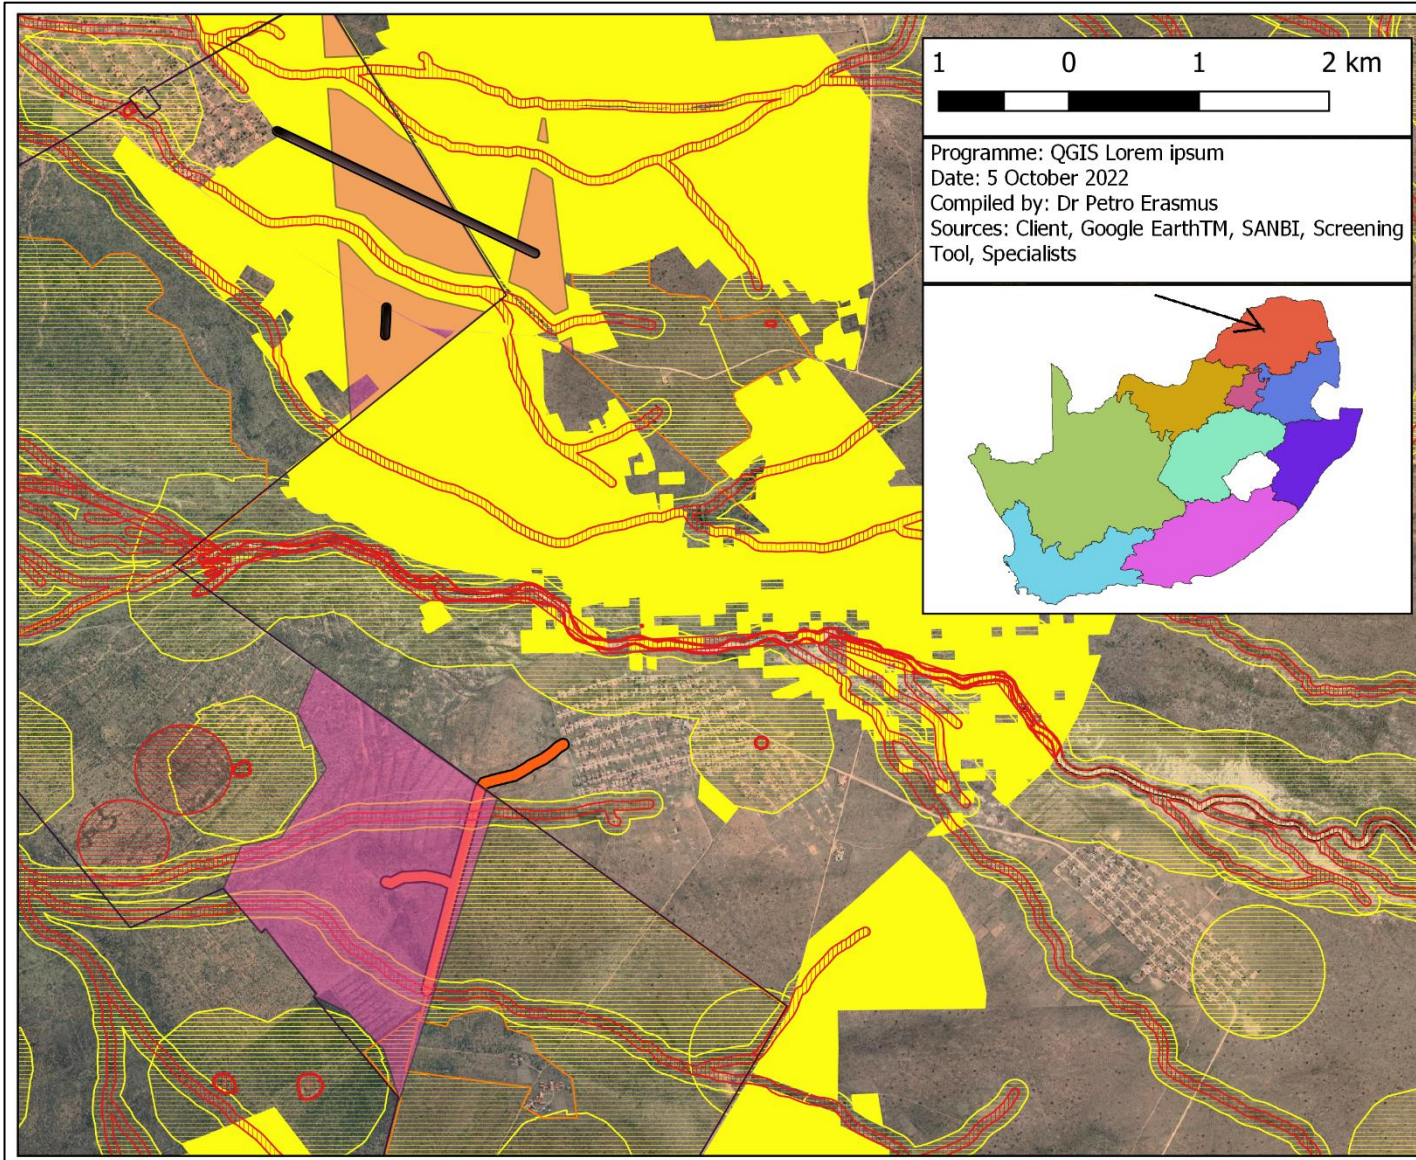 1 0 1 2 km
Programme: QGIS Lorem ipsum
Date: 5 October 2022
Compiled by: Dr Petro Erasmus
Sources: Client, Google EarthTM, SANBI, Screening
Tool, Specialists